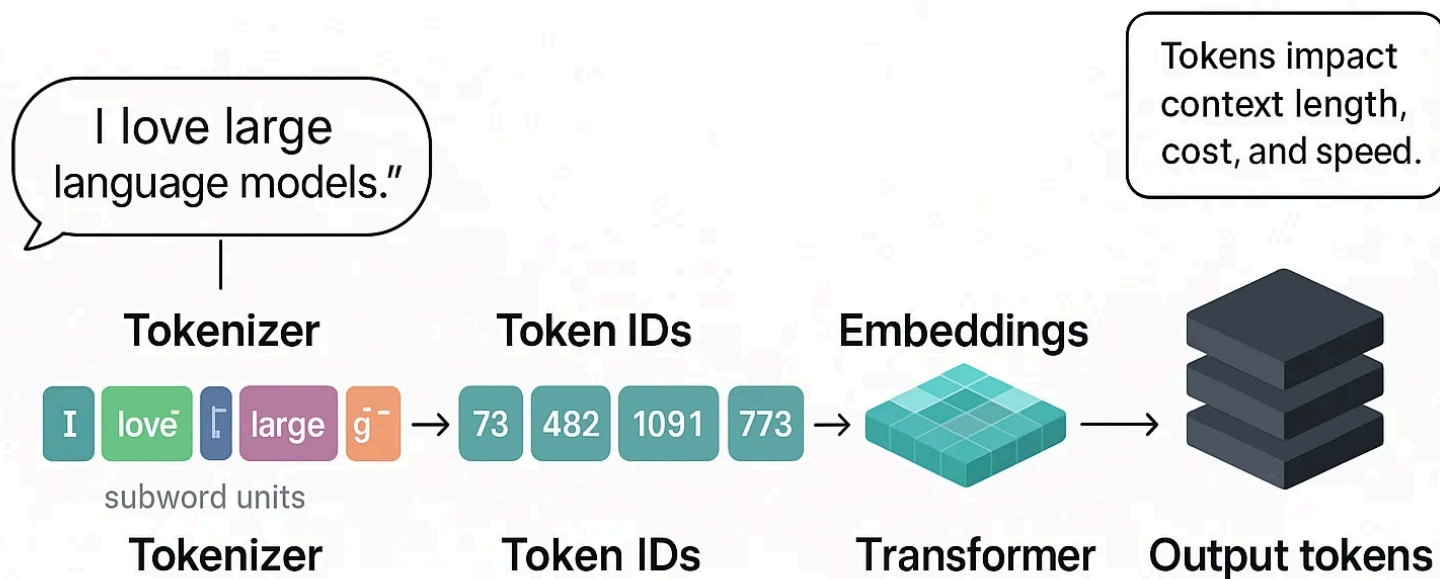 Tokens impact
context length,
cost, and speed.
I love large
language models.”
Tokenizer
Token IDs
Embeddings
I love large g
73 482 1091 773
subword units
Tokenizer
Token IDs
Transformer
Output tokens